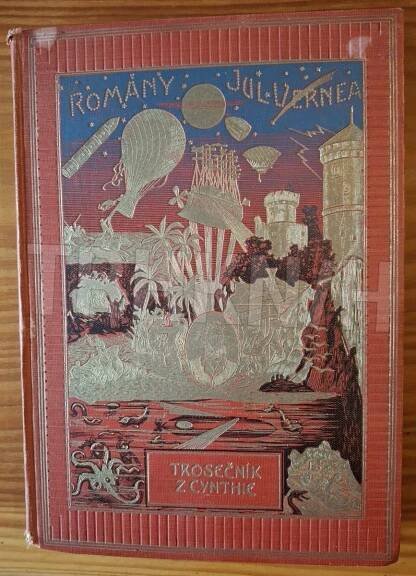 ROMÁNY JUL. VERNEA
TROSEČNÍK
Z CYNTHIE